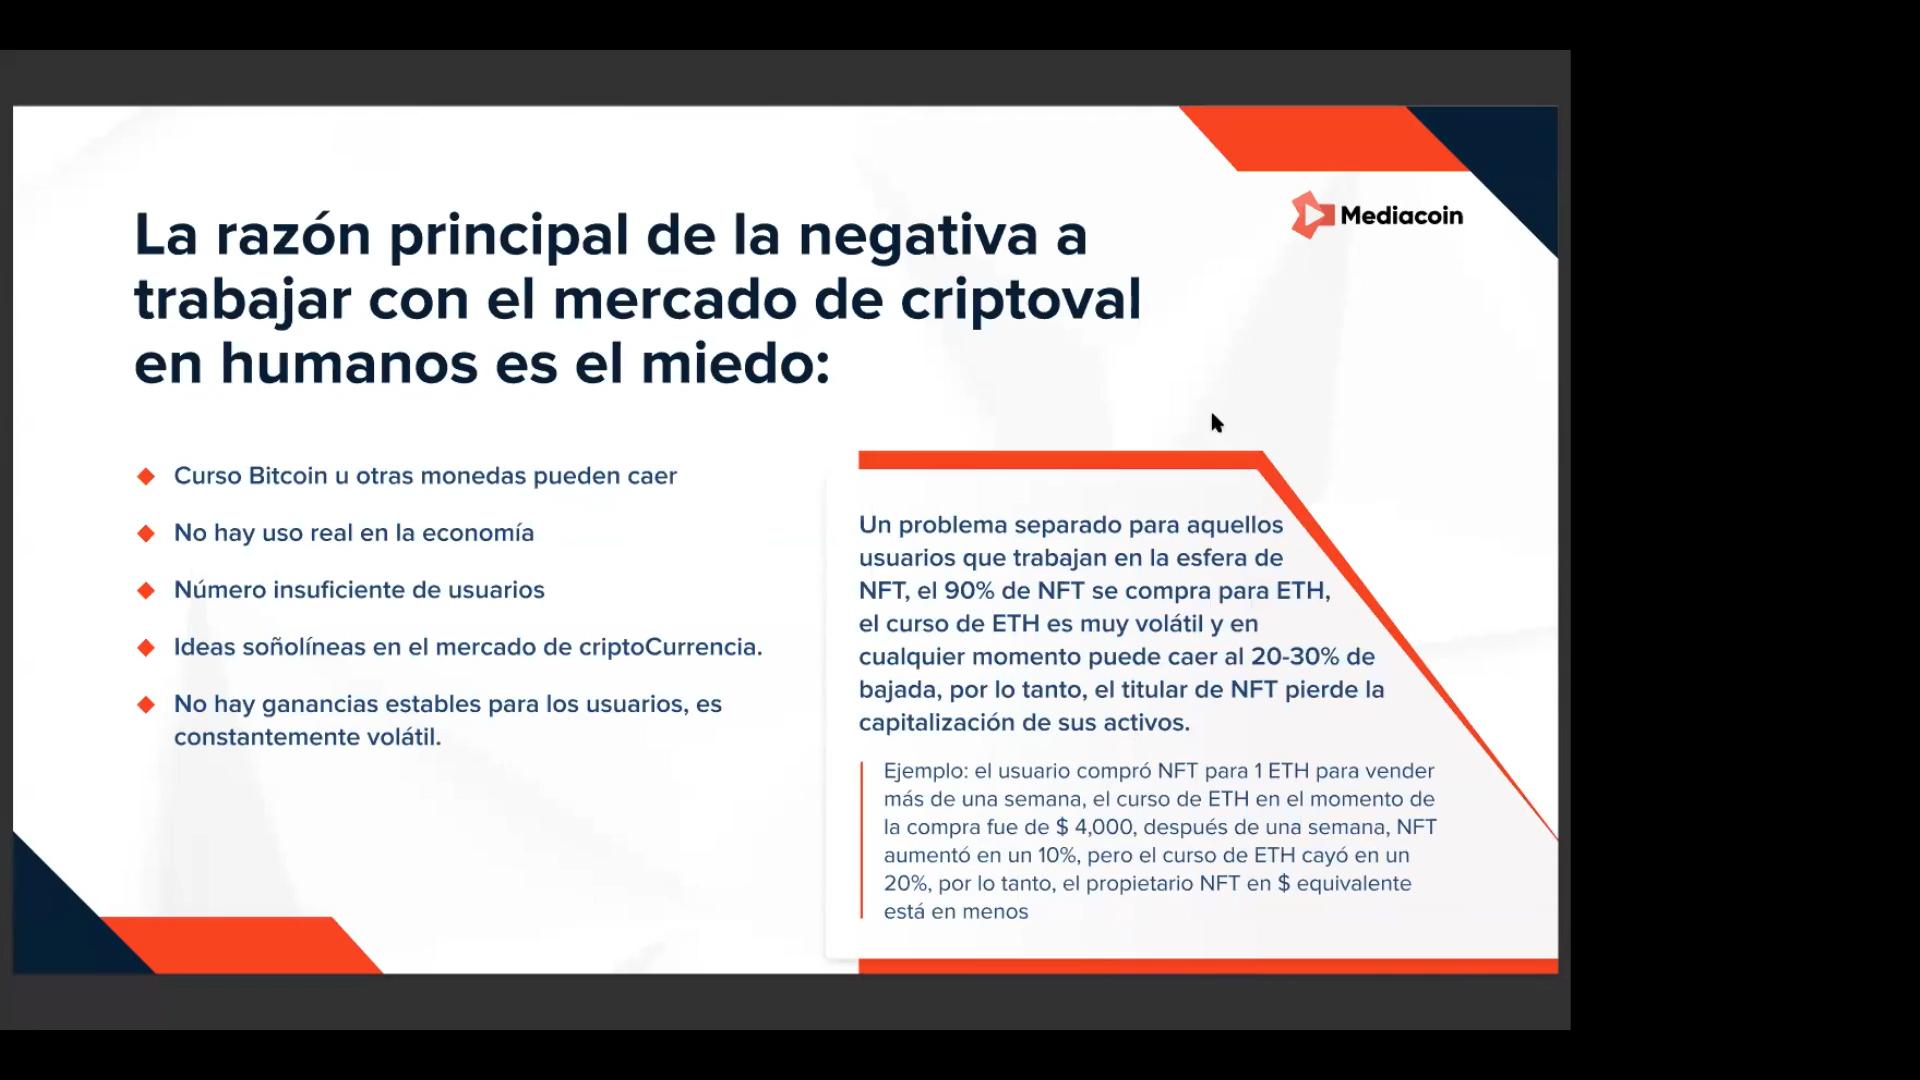 Mediacoin
La razón principal de la negativa a
trabajar con el mercado de criptoval
en humanos es el miedo:
Curso Bitcoin u otras monedas pueden caer
No hay uso real en la economía
Número insuficiente de usuarios
Ideas soñolíneas en el mercado de criptoCurrencia.
No hay ganancias estables para los usuarios, es
constantemente volátil.
Un problema separado para aquellos
usuarios que trabajan en la esfera de
NFT, el 90% de NFT se compra para ETH,
el curso de ETH es muy volátil y en
cualquier momento puede caer al 20-30% de
bajada, por lo tanto, el titular de NFT pierde la
capitalización de sus activos.
Ejemplo: el usuario compró NFT para 1 ETH para vender
más de una semana, el curso de ETH en el momento de
la compra fue de $ 4,000, después de una semana, NFT
aumentó en un 10%, pero el curso de ETH cayó en un
20%, por lo tanto, el propietario NFT en $ equivalente
está en menos